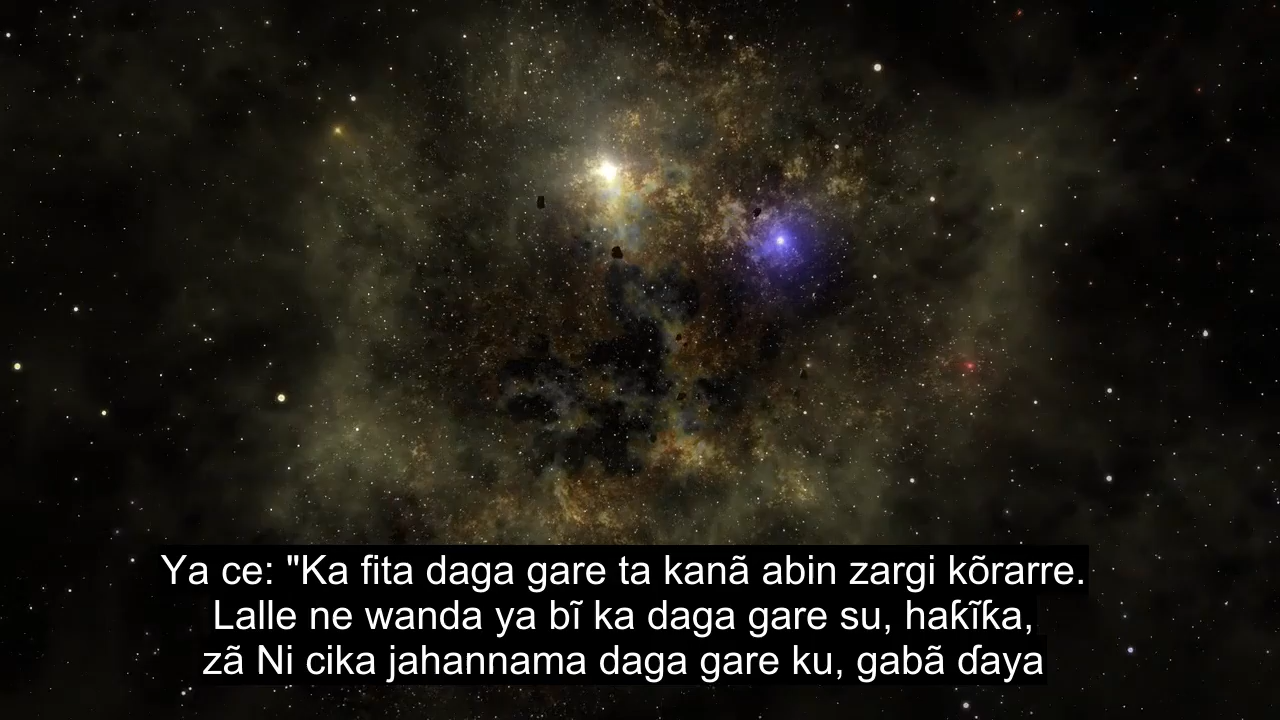 Ya ce: "Ka fita daga gare ta kanã abin zargi kõrarre.
Lalle ne wanda ya bĩ ka daga gare su, haƙĩƙa,
zã Ni cika jahannama daga gare ku, gabã ɗaya